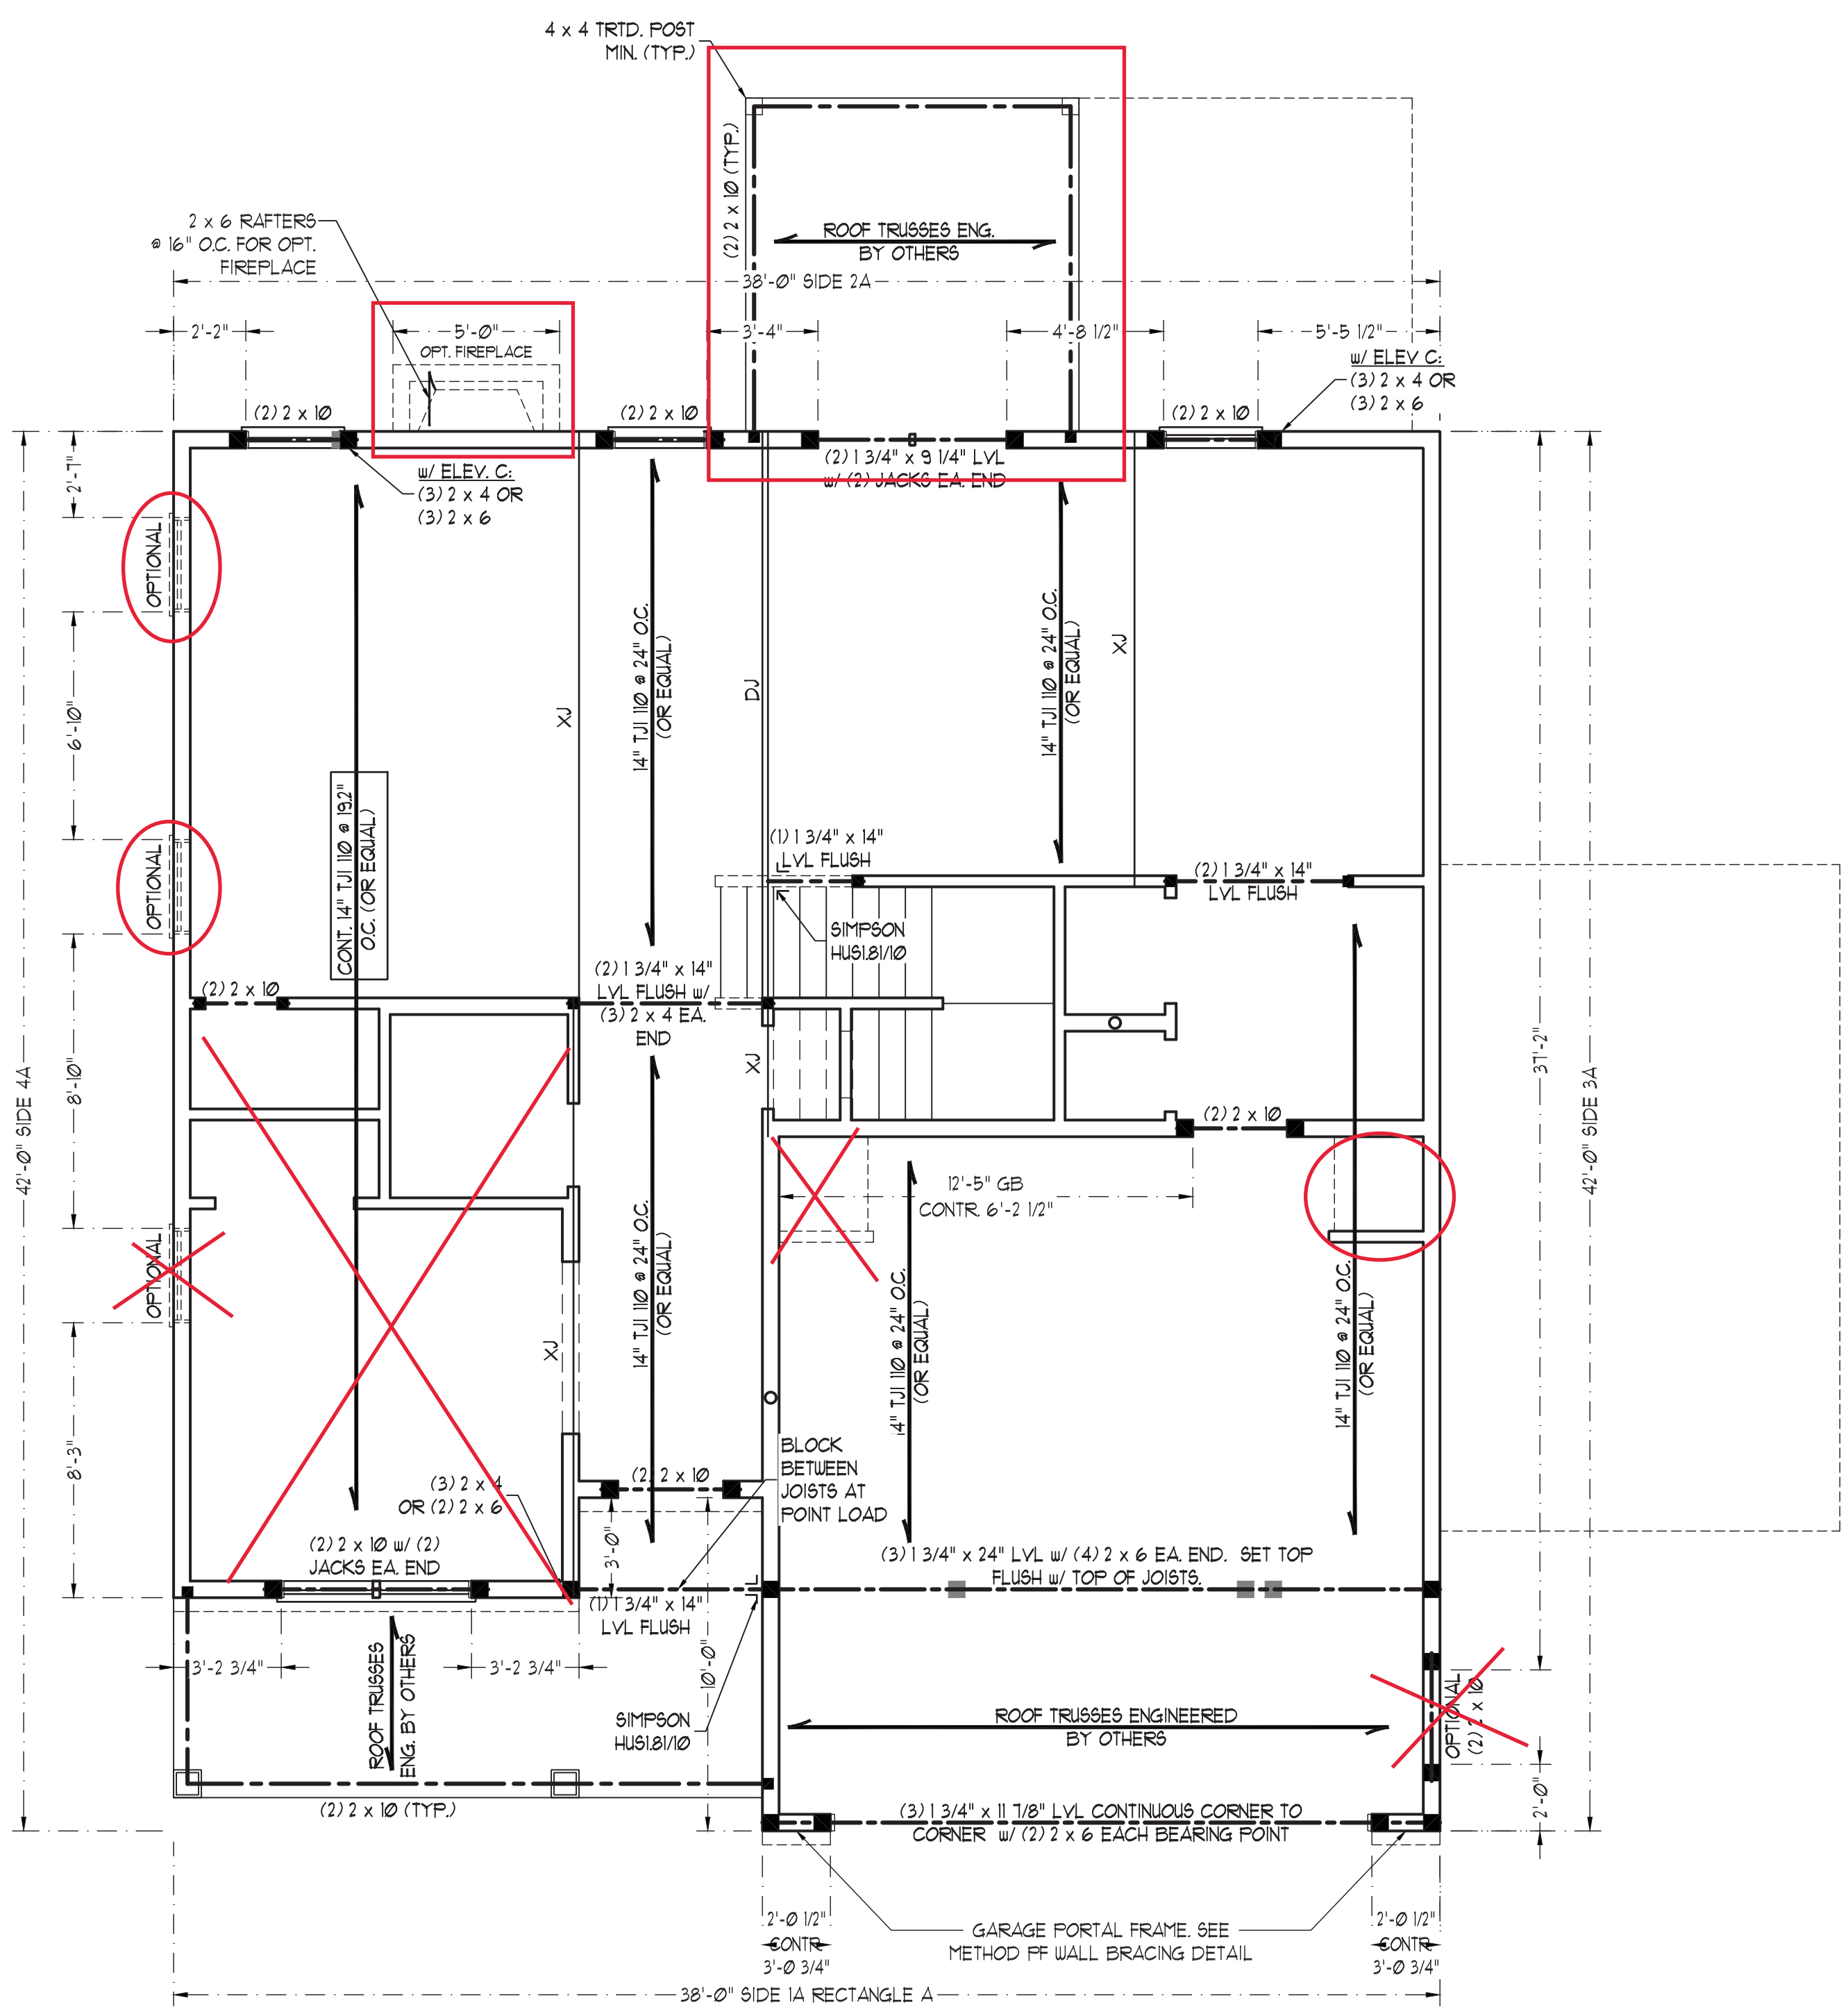 4 x 4 TRTD. POST
MIN. (TYP.)
(2) 2 x 10 (TYP.)
ROOF TRUSSES ENG.
BY OTHERS
2 x 6 RAFTERS
@ 16" O.C. FOR OPT.
FIREPLACE
38'-0" SIDE 2A
2'-2"
5'-0"
OPT. FIREPLACE
3'-4"
4'-8 1/2"
5'-5 1/2"
w/ ELEV C:
(3) 2 x 4 OR
(3) 2 x 6
(2) 2 x 10
(2) 2 x 10
(2) 2 x 10
(2) 1 3/4" x 9 1/4" LVL
w/ (2) JACKS EA. END
w/ ELEV. C:
(3) 2 x 4 OR
(3) 2 x 6
2'-7"
OPTIONAL
6'-10"
OPTIONAL
8'-10"
OPTIONAL
8'-3"
42'-0" SIDE 4A
XJ
14" TJI 110 @ 24" O.C.
(OR EQUAL)
DJ
14" TJI 110 @ 24" O.C.
(OR EQUAL)
XJ
CONT. 14" TJI 110 @ 19.2"
O.C. (OR EQUAL)
(1) 1 3/4" x 14"
LVL FLUSH
(2) 1 3/4" x 14"
LVL FLUSH
SIMPSON
HUS1.81/10
(2) 1 3/4" x 14"
LVL FLUSH w/
(3) 2 x 4 EA.
END
(2) 2 x 10
XJ
(2) 2 x 10
37'-2"
42'-0" SIDE 3A
12'-5" GB
CONTR. 6'-2 1/2"
14" TJI 110 @ 24" O.C.
(OR EQUAL)
14" TJI 110 @ 24" O.C.
(OR EQUAL)
14" TJI 110 @ 24" O.C.
(OR EQUAL)
XJ
BLOCK
BETWEEN
JOISTS AT
POINT LOAD
(2) 2 x 10
(3) 2 x 4
OR (2) 2 x 6
(2) 2 x 10 w/ (2)
JACKS EA. END
3'-0"
(3) 1 3/4" x 24" LVL w/ (4) 2 x 6 EA. END. SET TOP
FLUSH w/ TOP OF JOISTS.
(1) 1 3/4" x 14"
LVL FLUSH
3'-2 3/4"
3'-2 3/4"
ROOF TRUSSES
ENG. BY OTHERS
10'-0"
SIMPSON
HUS1.81/10
ROOF TRUSSES ENGINEERED
BY OTHERS
OPTIONAL
(2) 2 x 10
2'-0"
(2) 2 x 10 (TYP.)
(3) 1 3/4" x 11 7/8" LVL CONTINUOUS CORNER TO
CORNER w/ (2) 2 x 6 EACH BEARING POINT
2'-0 1/2"
CONTR.
3'-0 3/4"
GARAGE PORTAL FRAME. SEE
METHOD PF WALL BRACING DETAIL
2'-0 1/2"
CONTR.
3'-0 3/4"
38'-0" SIDE 1A RECTANGLE A